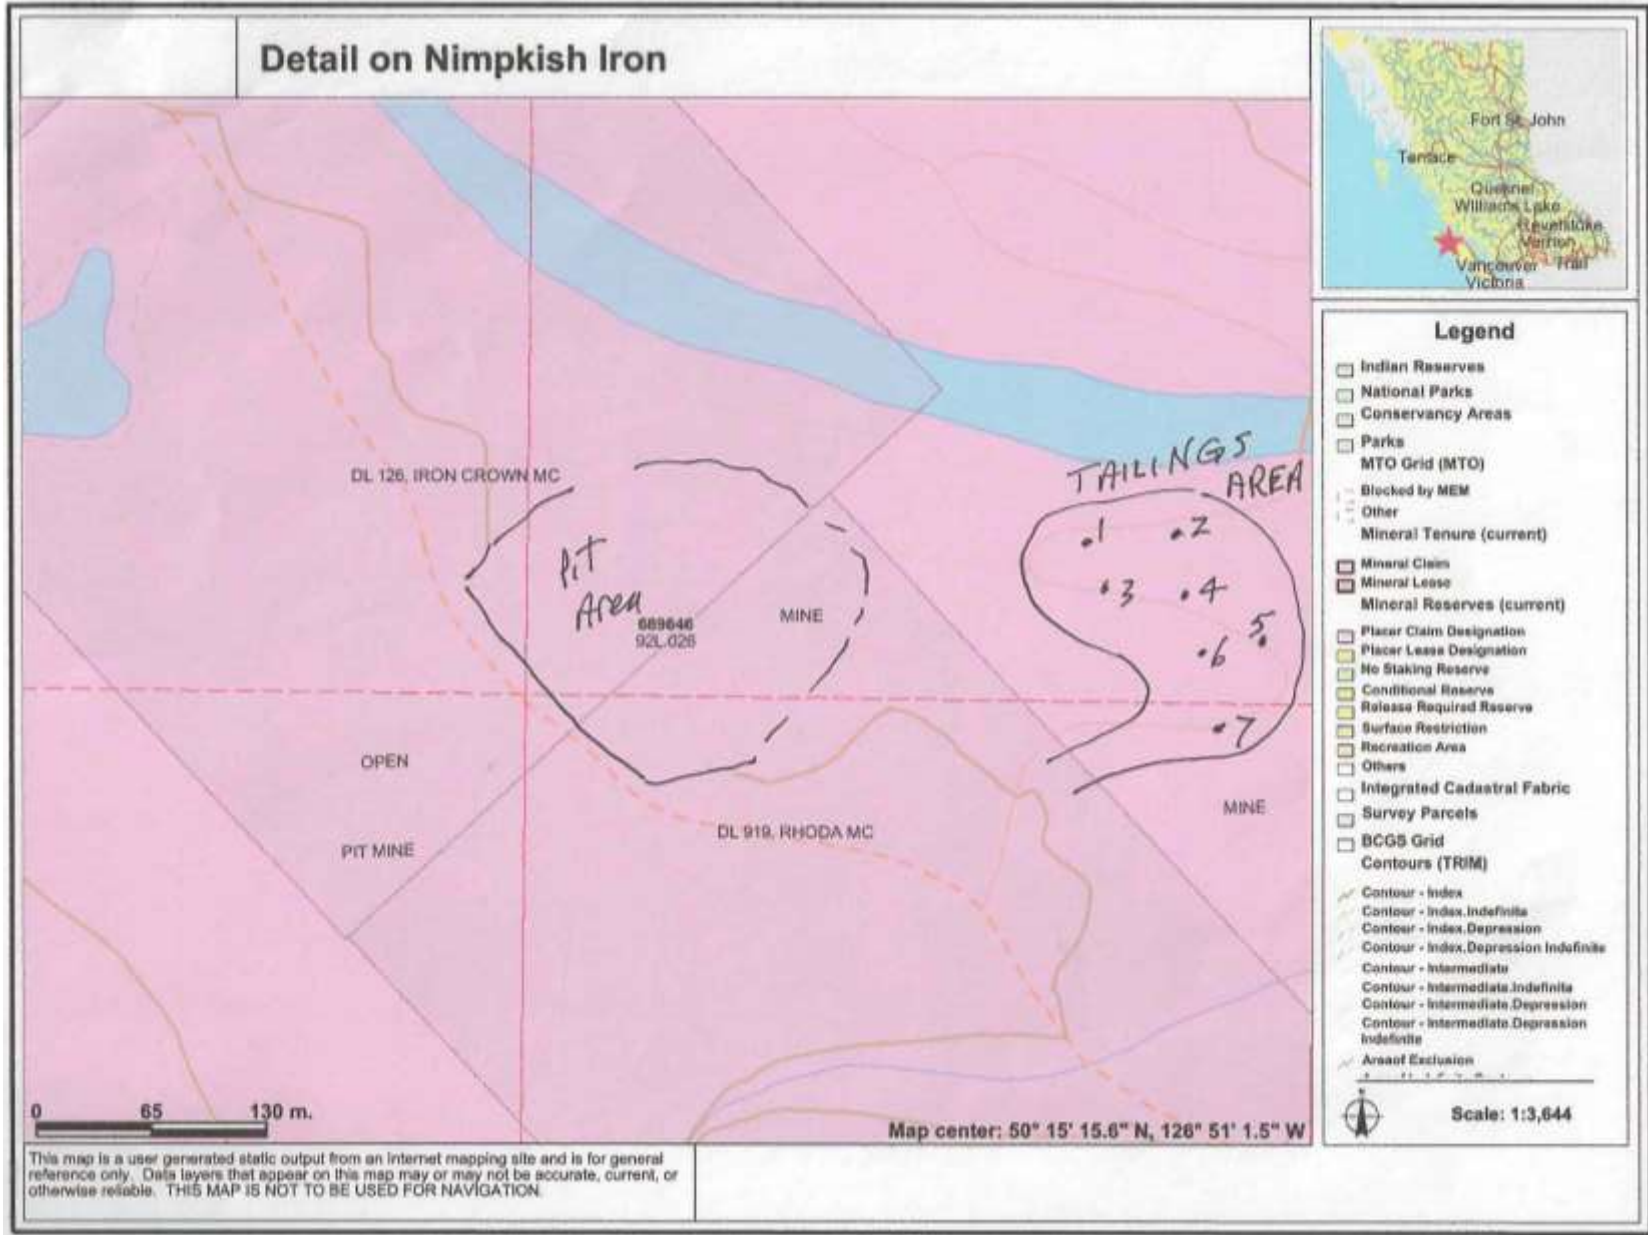 Detail on Nimpkish Iron
DL 126, IRON CROWN MC
TAILINGS
AREA
Pit
Area
689646
92L.026
MINE
1
2
3
4
5
6
7
OPEN
PIT MINE
DL 919, RHODA MC
MINE
0 65 130 m.
Map center: 50° 15' 15.6" N, 126° 51' 1.5" W
This map is a user generated static output from an Internet mapping site and is for general
reference only. Data layers that appear on this map may or may not be accurate, current, or
otherwise reliable. THIS MAP IS NOT TO BE USED FOR NAVIGATION.
Fort St. John
Terrace
Quesnel
Williams Lake
Revelstoke
Vernon
Vancouver Trail
Victoria
Legend
Indian Reserves
National Parks
Conservancy Areas
Parks
MTO Grid (MTO)
Blocked by MEM
Other
Mineral Tenure (current)
Mineral Claim
Mineral Lease
Mineral Reserves (current)
Placer Claim Designation
Placer Lease Designation
No Staking Reserve
Conditional Reserve
Release Required Reserve
Surface Restriction
Recreation Area
Others
Integrated Cadastral Fabric
Survey Parcels
BCGS Grid
Contours (TRIM)
Contour - Index
Contour - Index.Indefinite
Contour - Index.Depression
Contour - Index.Depression Indefinite
Contour - Intermediate
Contour - Intermediate.Indefinite
Contour - Intermediate.Depression
Contour - Intermediate.Depression
Indefinite
Areaof Exclusion
Scale: 1:3,644